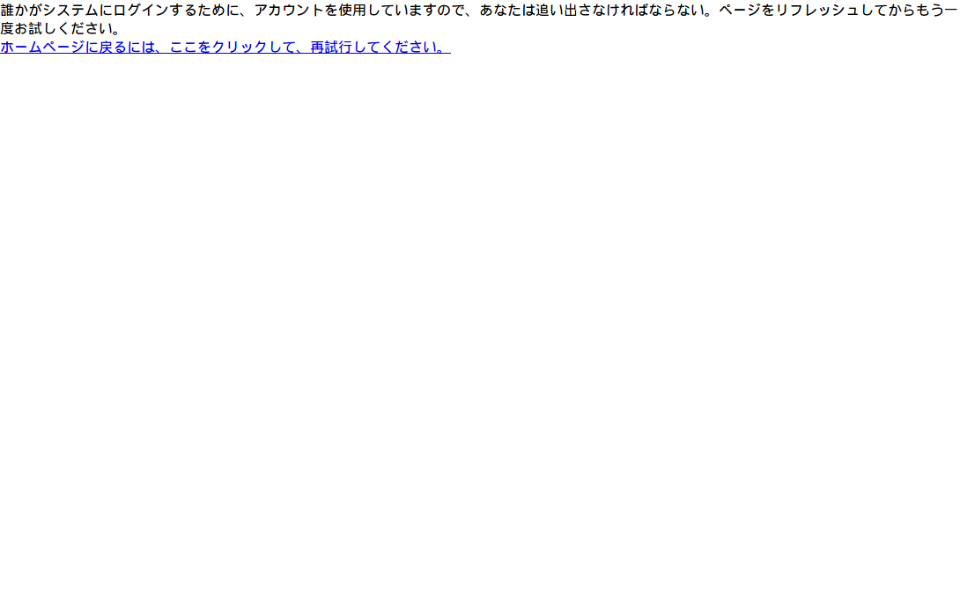 誰かがシステムにログインするために、アカウントを使用していますので、あなたは追い出さなければならない。ページをリフレッシュしてからもう一
度お試しください。
ホームページに戻るには、ここをクリックして、再試行してください。